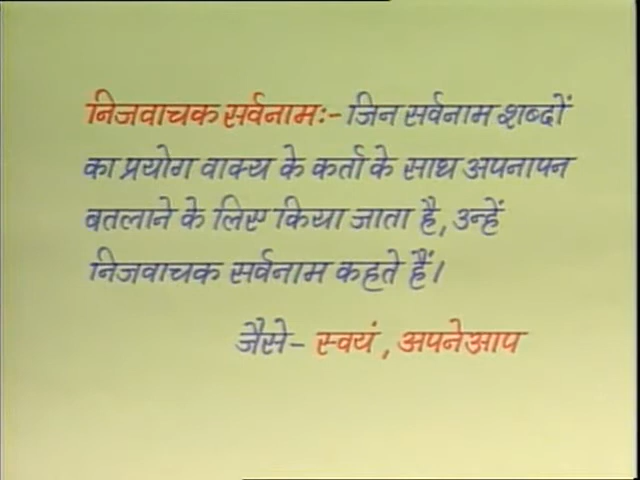 निजवाचक सर्वनाम:- जिन सर्वनाम शब्दों
का प्रयोग वाक्य के कर्ता के साथ अपनापन
बतलाने के लिए किया जाता है, उन्हें
निजवाचक सर्वनाम कहते हैं।
जैसे- स्वयं, अपनेआप